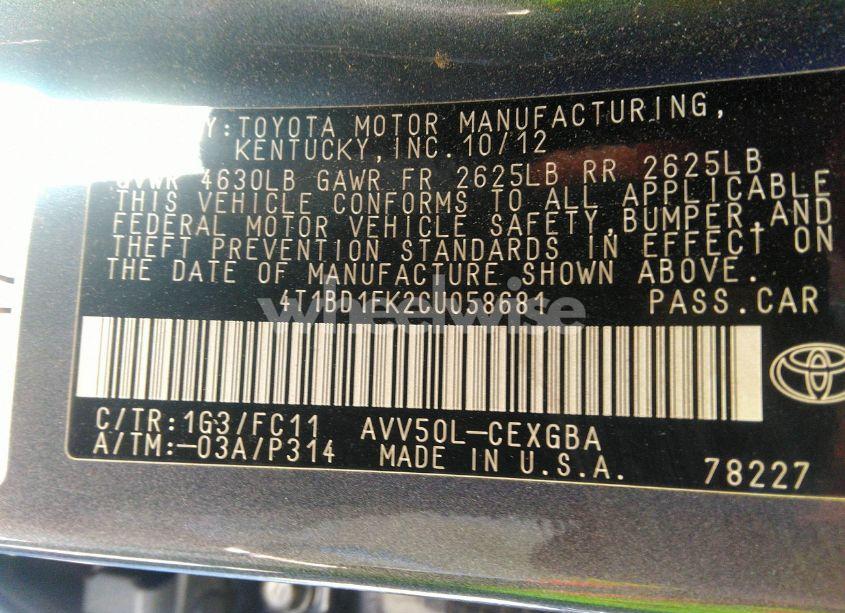 Y:TOYOTA MOTOR MANUFACTURING,
KENTUCKY,INC. 10/12
GVWR 4630LB GAWR FR 2625LB RR 2625LB
THIS VEHICLE CONFORMS TO ALL APPLICABLE
FEDERAL MOTOR VEHICLE SAFETY,BUMPER,AND
THEFT PREVENTION STANDARDS IN EFFECT ON
THE DATE OF MANUFACTURE SHOWN ABOVE.
4T1BD1FK2CU058681 PASS.CAR
wheelwise
C/TR:1G3/FC11 AVV50L-CEXGBA
A/TM:-03A/P314 MADE IN U.S.A. 78227